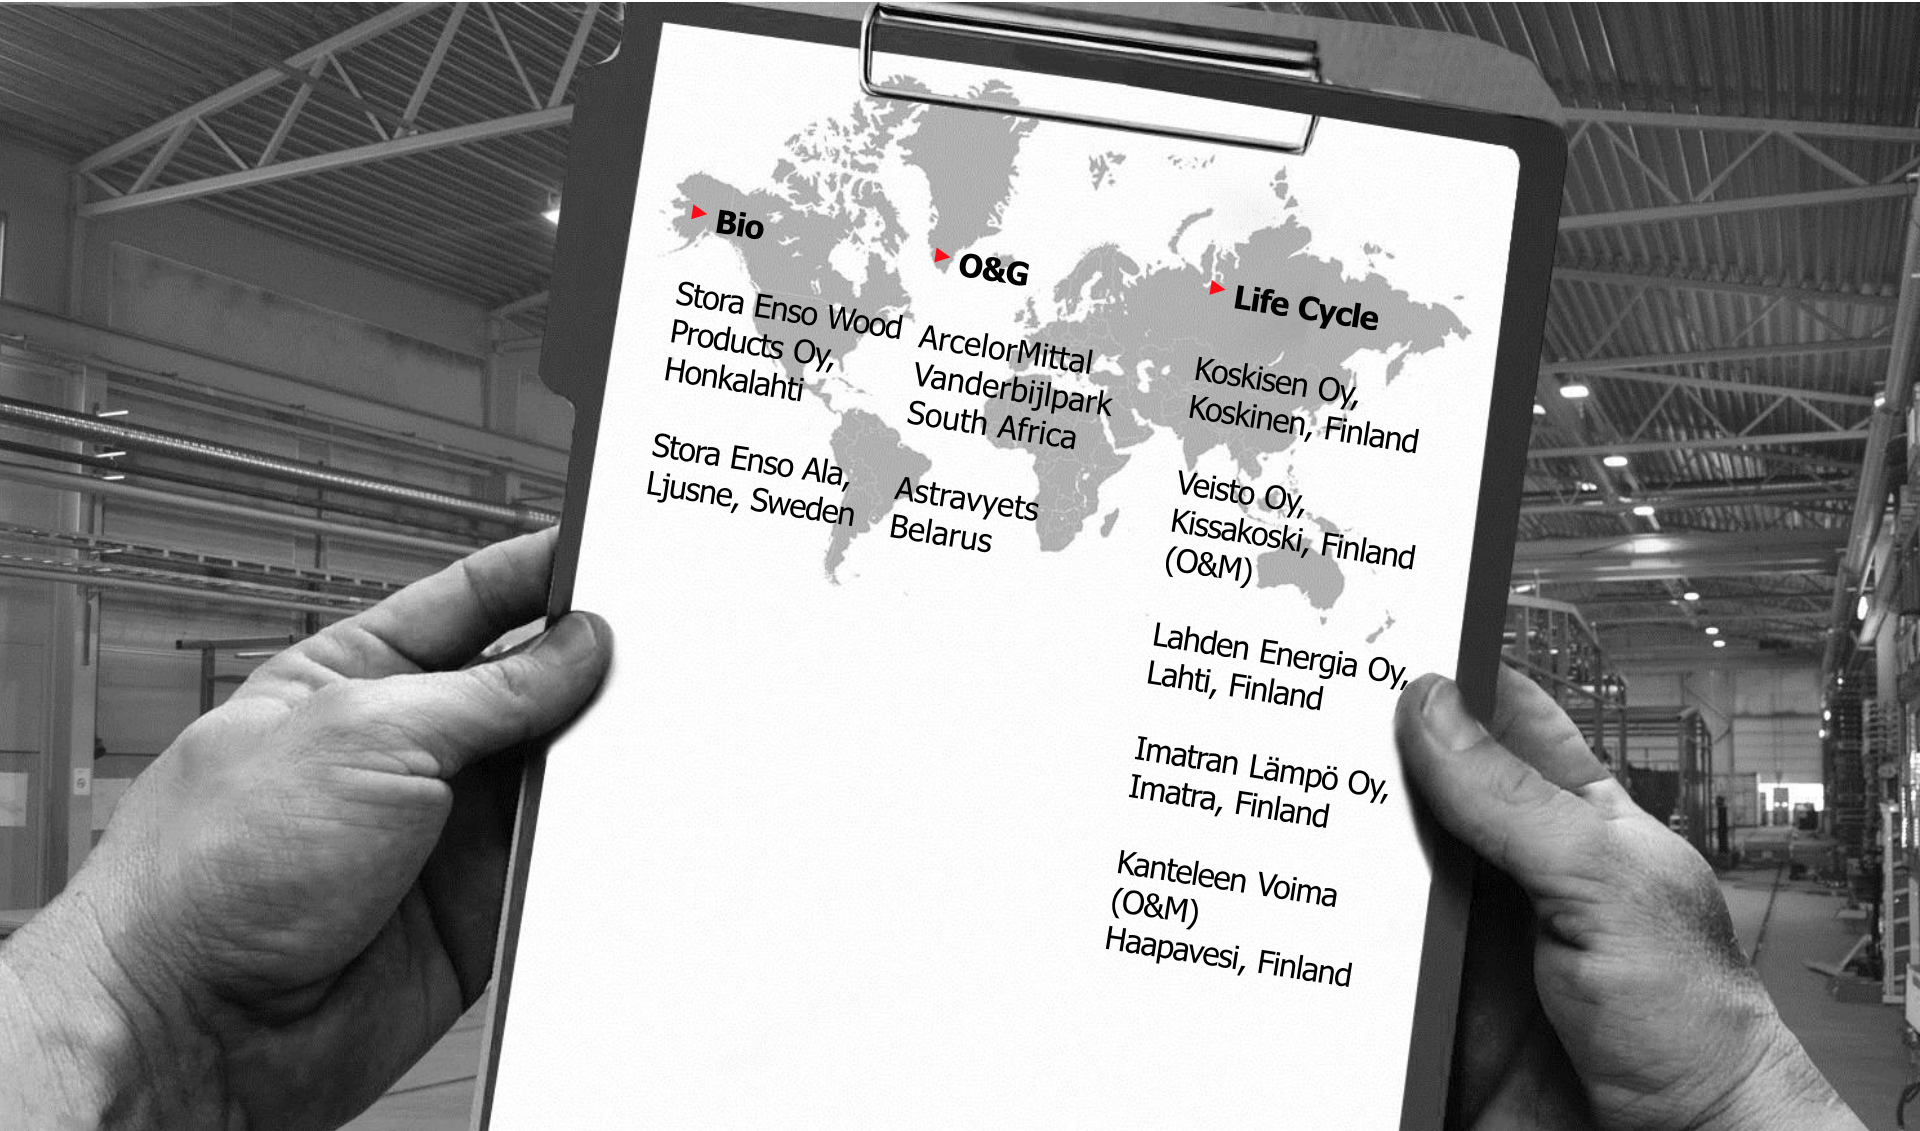 Bio
Stora Enso Wood
Products Oy,
Honkalahti
Stora Enso Ala,
Ljusne, Sweden
O&G
ArcelorMittal
Vanderbijlpark
South Africa
Astravyets
Belarus
Life Cycle
Koskisen Oy,
Koskinen, Finland
Veisto Oy,
Kissakoski, Finland
(O&M)
Lahden Energia Oy,
Lahti, Finland
Imatran Lämpö Oy,
Imatra, Finland
Kanteleen Voima
(O&M)
Haapavesi, Finland